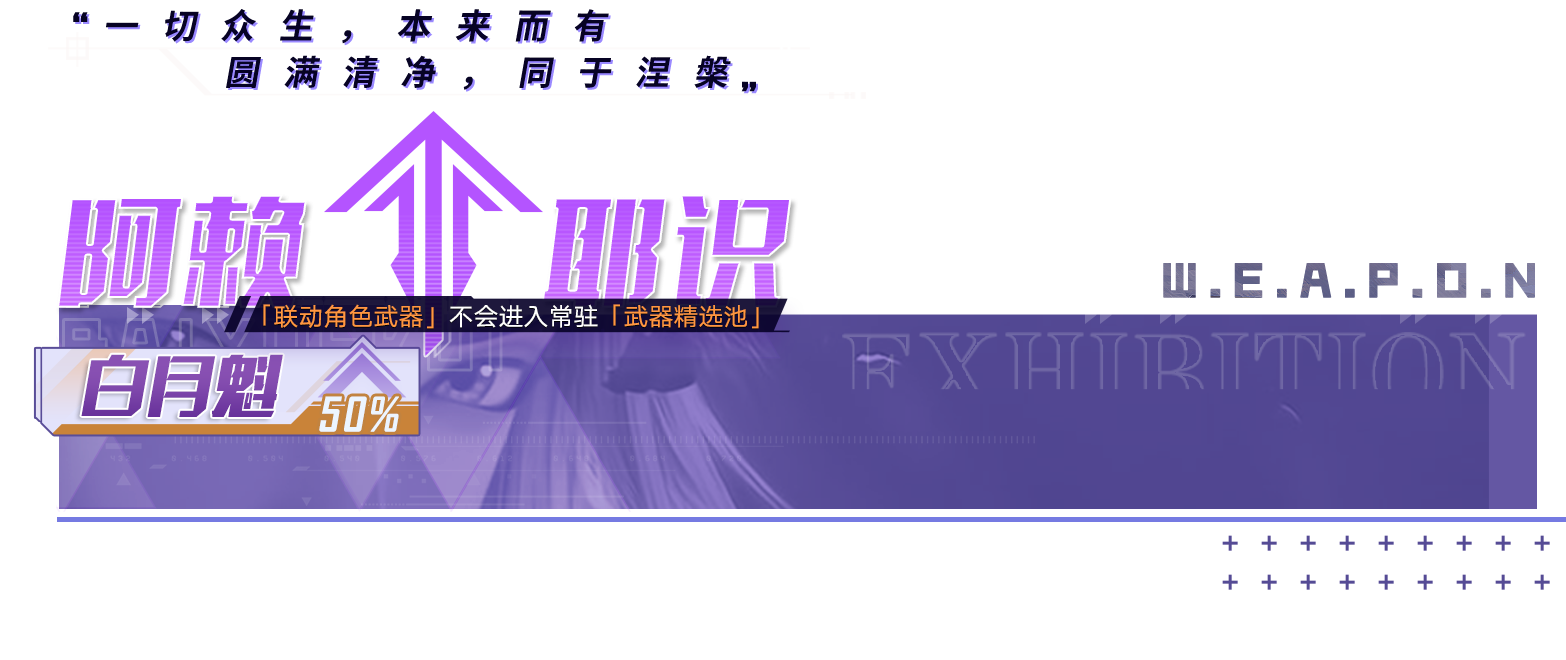 “一切众生，本来而有
圆满清净，同于涅槃„
阿赖耶识
W.E.A.P.O.N
「联动角色武器」不会进入常驻「武器精选池」
EXHIBITION
白月魁
50%